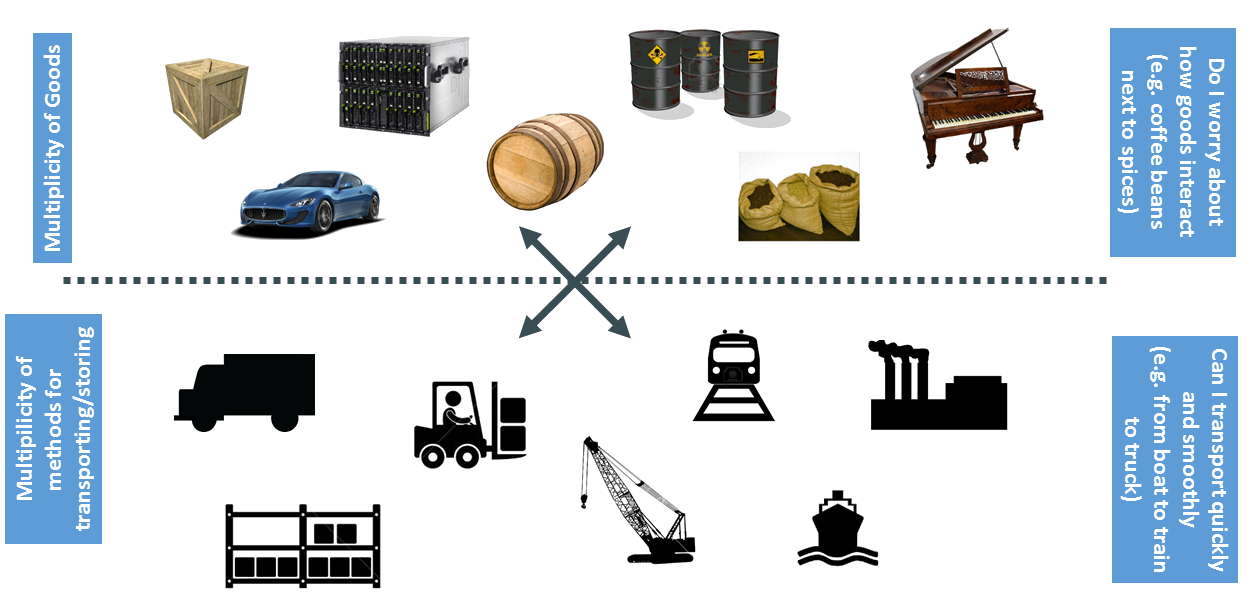 Multiplicity of Goods
Do I worry about
how goods interact
(e.g. coffee beans
next to spices)
Multipilicity of
methods for
transporting/storing
Can I transport quickly
and smoothly
(e.g. from boat to train
to truck)